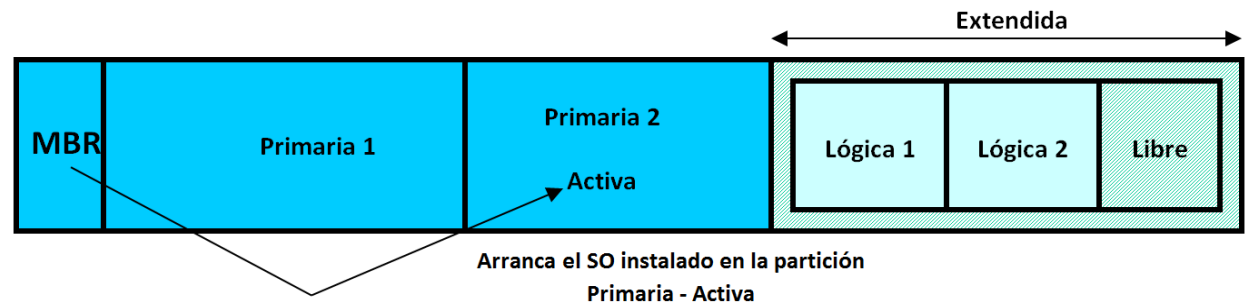 Extendida
MBR
Primaria 1
Primaria 2
Activa
Lógica 1
Lógica 2
Libre
Arranca el SO instalado en la partición
Primaria - Activa